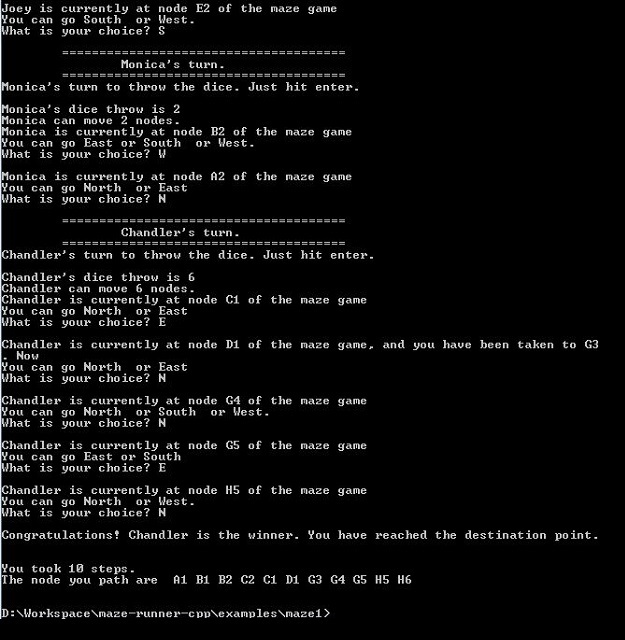 Joey is currently at node E2 of the maze game
You can go South  or West.
What is your choice? S
======================================
Monica's turn.
======================================
Monica's turn to throw the dice. Just hit enter.
Monica's dice throw is 2
Monica can move 2 nodes.
Monica is currently at node B2 of the maze game
You can go East or South  or West.
What is your choice? W
Monica is currently at node A2 of the maze game
You can go North  or East
What is your choice? N
======================================
Chandler's turn.
======================================
Chandler's turn to throw the dice. Just hit enter.
Chandler's dice throw is 6
Chandler can move 6 nodes.
Chandler is currently at node C1 of the maze game
You can go North  or East
What is your choice? E
Chandler is currently at node D1 of the maze game, and you have been taken to G3
. Now
You can go North  or East
What is your choice? N
Chandler is currently at node G4 of the maze game
You can go North  or South  or West.
What is your choice? N
Chandler is currently at node G5 of the maze game
You can go East or South
What is your choice? E
Chandler is currently at node H5 of the maze game
You can go North  or West.
What is your choice? N
Congratulations! Chandler is the winner. You have reached the destination point.
You took 10 steps.
The node you path are  A1 B1 B2 C2 C1 D1 G3 G4 G5 H5 H6
D:\Workspace\maze-runner-cpp\examples\maze1>